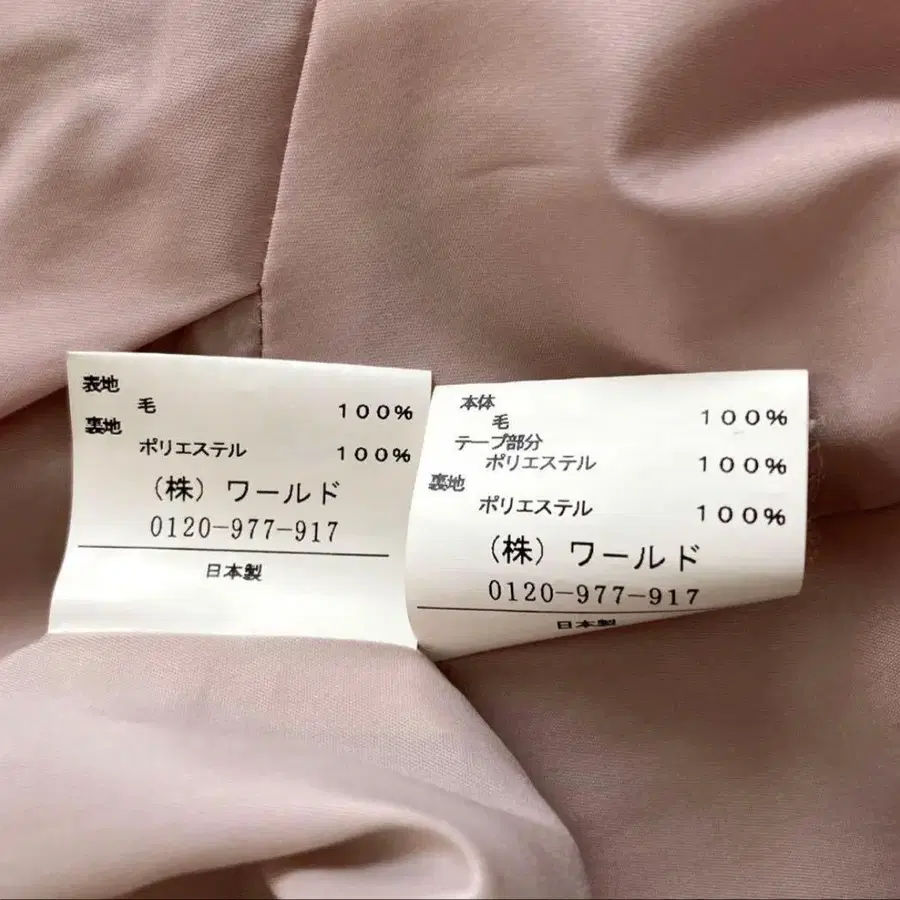 表地
毛 100%
裏地
ポリエステル 100%
(株) ワールド
0120-977-917
日本製
本体
毛 100%
テープ部分
ポリエステル 100%
裏地
ポリエステル 100%
(株) ワールド
0120-977-917
日本製